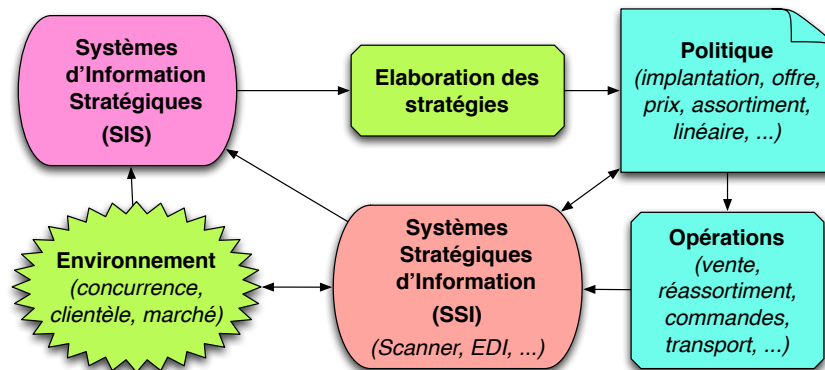 Systèmes
d'Information
Stratégiques
(SIS)
Elaboration des
stratégies
Politique
(implantation, offre,
prix, assortiment,
linéaire, ...)
Environnement
(concurrence,
clientèle, marché)
Systèmes
Stratégiques
d'Information
(SSI)
(Scanner, EDI, ...)
Opérations
(vente,
réassortiment,
commandes,
transport, ...)